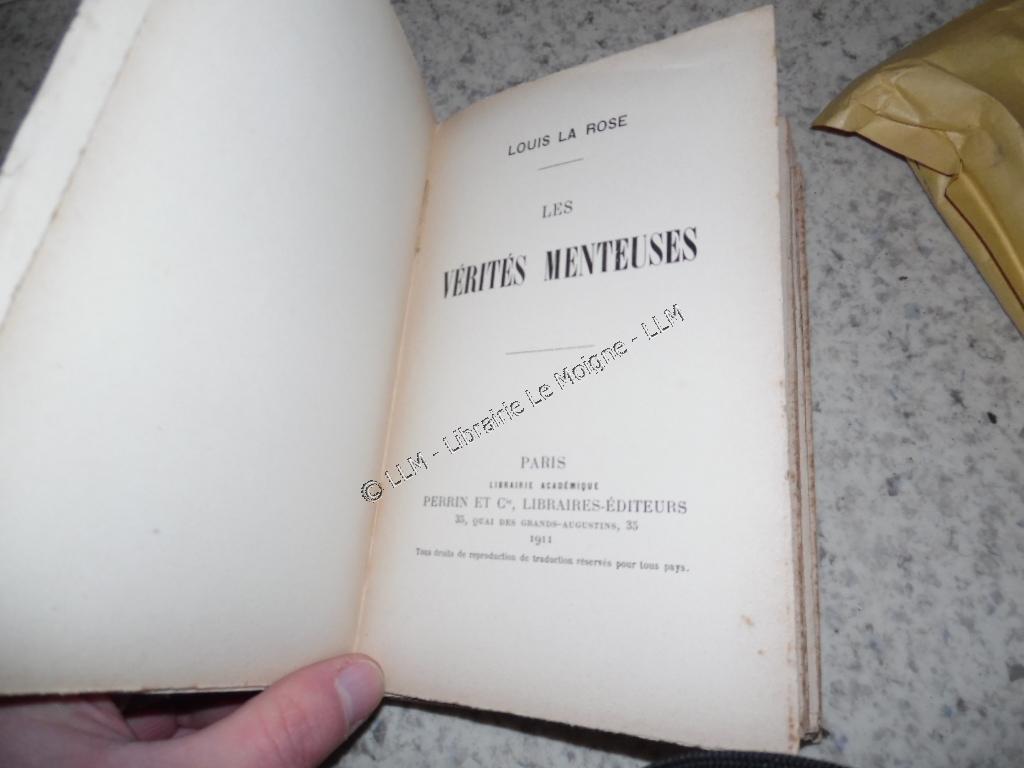 LOUIS LA ROSE
LES
VÉRITÉS MENTEUSES
© LLM - Librairie Le Moigne - LLM
PARIS
LIBRAIRIE ACADÉMIQUE
PERRIN ET Cie, LIBRAIRES-ÉDITEURS
35, QUAI DES GRANDS-AUGUSTINS, 35
1911
Tous droits de reproduction de traduction réservés pour tous pays.